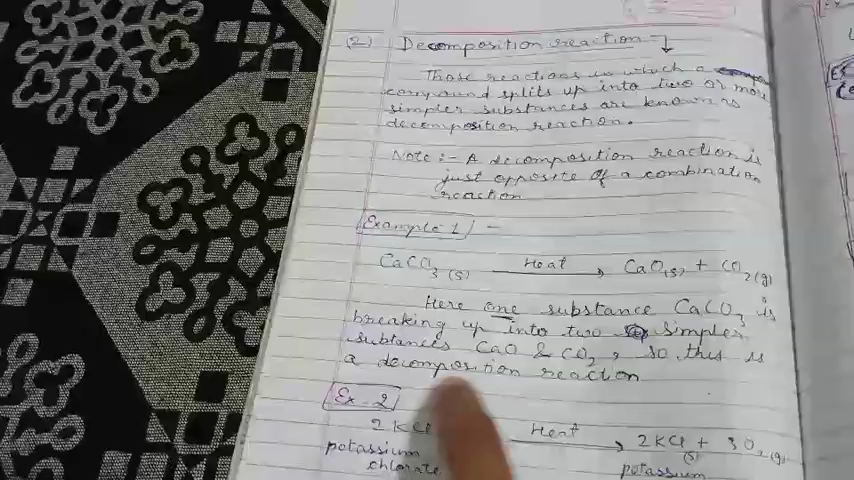 (2) Decomposition reaction
Those reactions in which a
compound splits up into two or more
simpler substances are known as
decomposition reaction.
Note :- A decomposition reaction is
just opposite of a combination
reaction
Example 1 -
CaCO3(s) Heat → CaO(s) + CO2(g)
Here one substance CaCO3 is
breaking up into two simpler
subtances CaO & CO2, so this is
a decomposition reaction
Ex - 2
2KCl Heat → 2KCl(s) + 3O2(g)
potassium potassium
chlorate